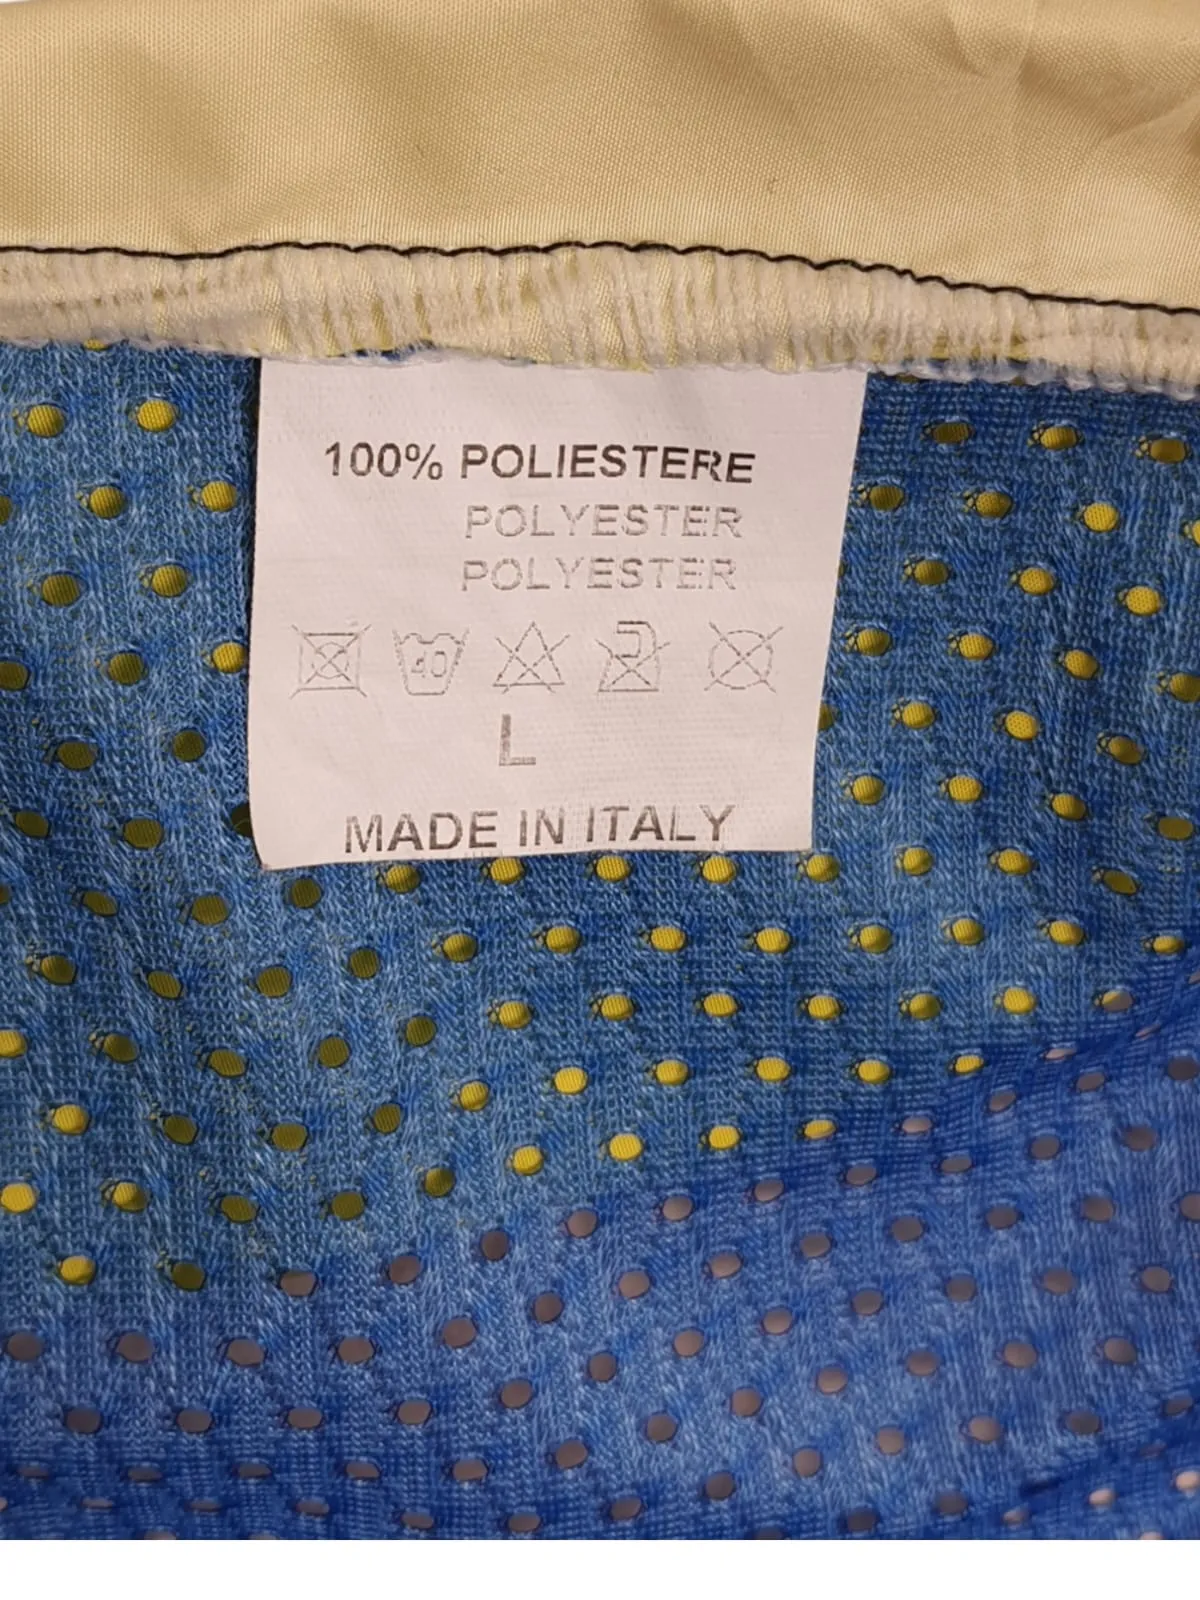 100% POLIESTERE
POLYESTER
POLYESTER
40
L
MADE IN ITALY